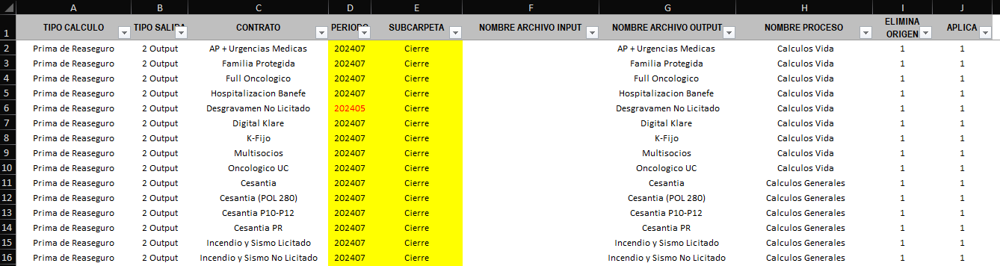 A B C D E F G H I J
1 TIPO CALCULO TIPO SALIDA CONTRATO PERIODO SUBCARPETA NOMBRE ARCHIVO INPUT NOMBRE ARCHIVO OUTPUT NOMBRE PROCESO ELIMINA ORIGEN APLICA
2 Prima de Reaseguro 2 Output AP + Urgencias Medicas 202407 Cierre AP + Urgencias Medicas Calculos Vida 1 1
3 Prima de Reaseguro 2 Output Familia Protegida 202407 Cierre Familia Protegida Calculos Vida 1 1
4 Prima de Reaseguro 2 Output Full Oncologico 202407 Cierre Full Oncologico Calculos Vida 1 1
5 Prima de Reaseguro 2 Output Hospitalizacion Banefe 202407 Cierre Hospitalizacion Banefe Calculos Vida 1 1
6 Prima de Reaseguro 2 Output Desgravamen No Licitado 202405 Cierre Desgravamen No Licitado Calculos Vida 1 1
7 Prima de Reaseguro 2 Output Digital Klare 202407 Cierre Digital Klare Calculos Vida 1 1
8 Prima de Reaseguro 2 Output K-Fijo 202407 Cierre K-Fijo Calculos Vida 1 1
9 Prima de Reaseguro 2 Output Multisocios 202407 Cierre Multisocios Calculos Vida 1 1
10 Prima de Reaseguro 2 Output Oncologico UC 202407 Cierre Oncologico UC Calculos Vida 1 1
11 Prima de Reaseguro 2 Output Cesantia 202407 Cierre Cesantia Calculos Generales 1 1
12 Prima de Reaseguro 2 Output Cesantia (POL 280) 202407 Cierre Cesantia (POL 280) Calculos Generales 1 1
13 Prima de Reaseguro 2 Output Cesantia P10-P12 202407 Cierre Cesantia P10-P12 Calculos Generales 1 1
14 Prima de Reaseguro 2 Output Cesantia PR 202407 Cierre Cesantia PR Calculos Generales 1 1
15 Prima de Reaseguro 2 Output Incendio y Sismo Licitado 202407 Cierre Incendio y Sismo Licitado Calculos Generales 1 1
16 Prima de Reaseguro 2 Output Incendio y Sismo No Licitado 202407 Cierre Incendio y Sismo No Licitado Calculos Generales 1 1